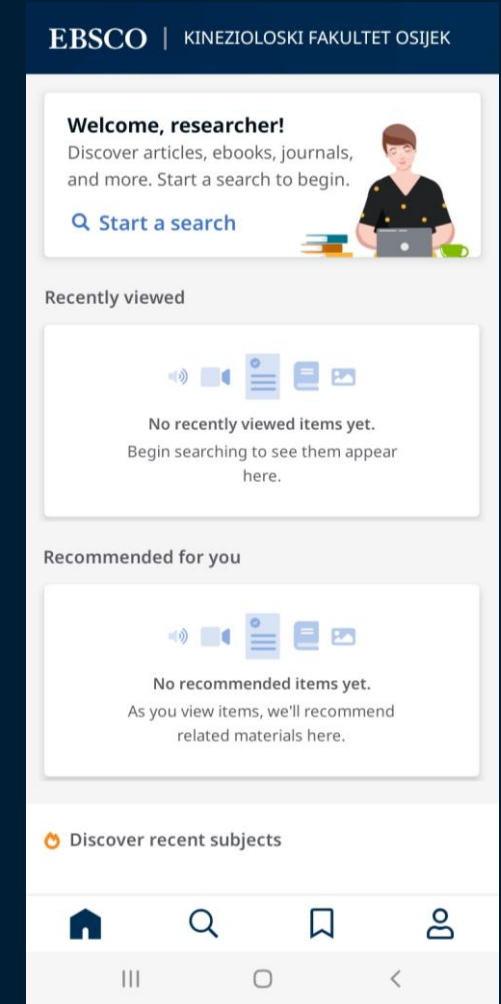 EBSCO | KINEZIOLOSKI FAKULTET OSIJEK
Welcome, researcher!
Discover articles, ebooks, journals,
and more. Start a search to begin.
Start a search
Recently viewed
No recently viewed items yet.
Begin searching to see them appear
here.
Recommended for you
No recommended items yet.
As you view items, we'll recommend
related materials here.
Discover recent subjects